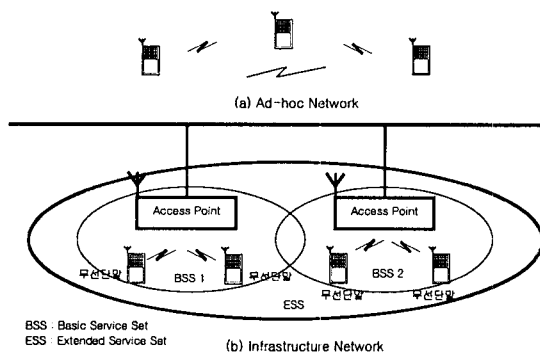 (a) Ad-hoc Network
Access Point
Access Point
무선단말
BSS 1
무선단말
무선단말
BSS 2
무선단말
ESS
BSS : Basic Service Set
ESS : Extended Service Set
(b) Infrastructure Network